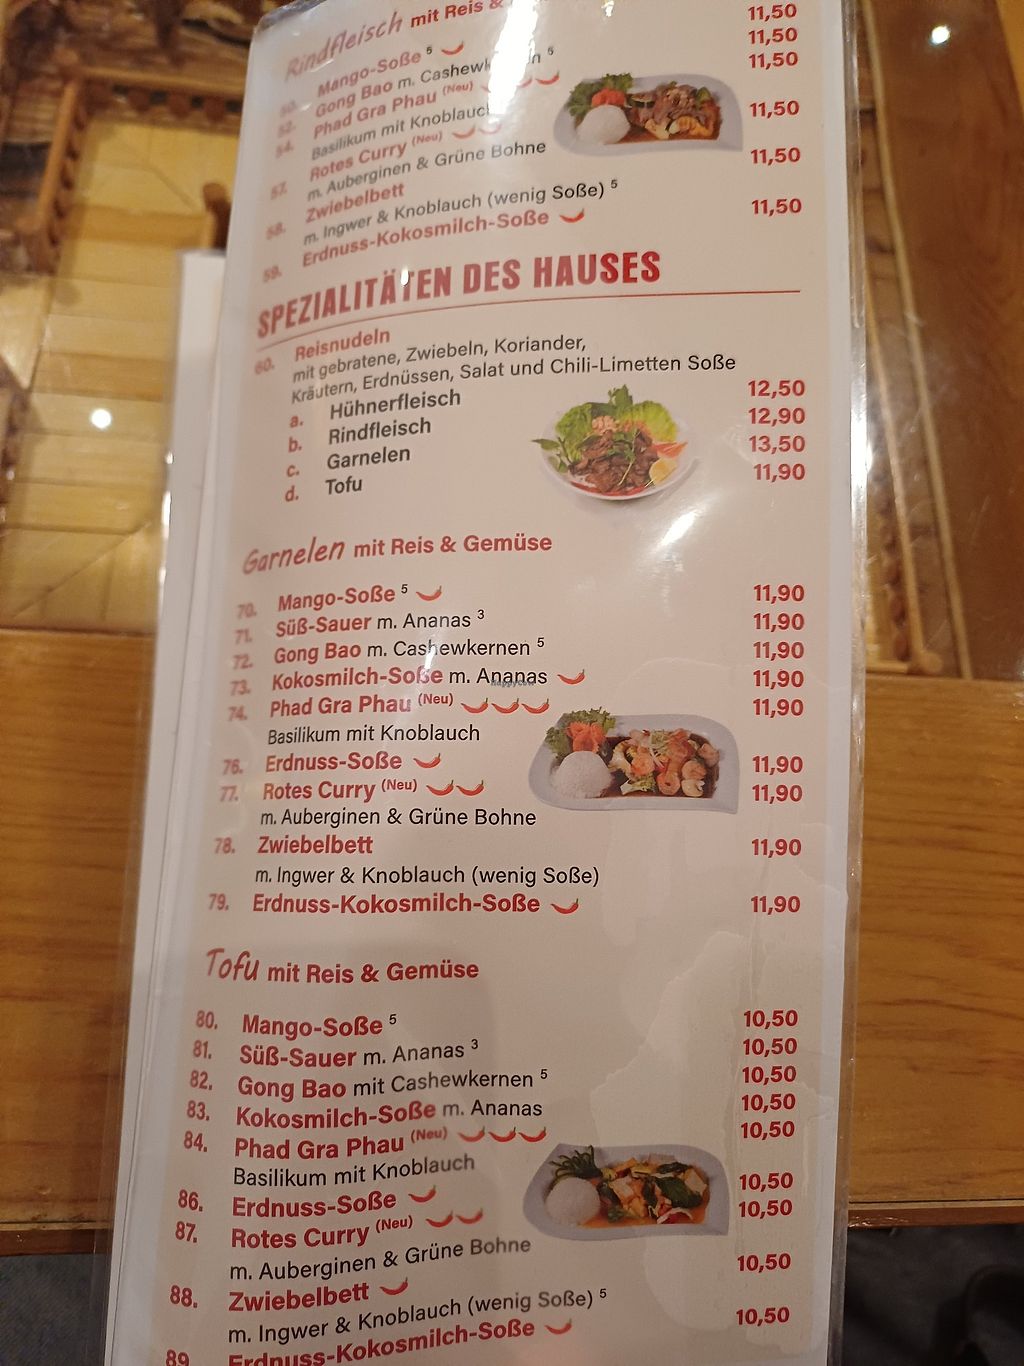 Rindfleisch mit Reis &
11,50
50. Mango-Soße 5 11,50
52. Gong Bao m. Cashewk 5 11,50
54. Phad Gra Phau (Neu)
Basilikum mit Knoblauch
57. Rotes Curry (Neu) 11,50
m. Auberginen & Grüne Bohne
58. Zwiebelbett 11,50
m. Ingwer & Knoblauch (wenig Soße) 5
59. Erdnuss-Kokosmilch-Soße 11,50
SPEZIALITÄTEN DES HAUSES
60. Reisnudeln
mit gebratene, Zwiebeln, Koriander,
Kräutern, Erdnüssen, Salat und Chili-Limetten Soße
a. Hühnerfleisch 12,50
b. Rindfleisch 12,90
c. Garnelen 13,50
d. Tofu 11,90
Garnelen mit Reis & Gemüse
70. Mango-Soße 5 11,90
71. Süß-Sauer m. Ananas 3 11,90
72. Gong Bao m. Cashewkernen 5 11,90
73. Kokosmilch-Soße m. Ananas 11,90
74. Phad Gra Phau (Neu) 11,90
Basilikum mit Knoblauch
76. Erdnuss-Soße 11,90
77. Rotes Curry (Neu) 11,90
m. Auberginen & Grüne Bohne
78. Zwiebelbett 11,90
m. Ingwer & Knoblauch (wenig Soße)
79. Erdnuss-Kokosmilch-Soße 11,90
Tofu mit Reis & Gemüse
80. Mango-Soße 5 10,50
81. Süß-Sauer m. Ananas 3 10,50
82. Gong Bao mit Cashewkernen 5 10,50
83. Kokosmilch-Soße m. Ananas 10,50
84. Phad Gra Phau (Neu) 10,50
Basilikum mit Knoblauch
86. Erdnuss-Soße 10,50
87. Rotes Curry (Neu) 10,50
m. Auberginen & Grüne Bohne
88. Zwiebelbett 10,50
m. Ingwer & Knoblauch (wenig Soße) 5
89. Erdnuss-Kokosmilch-Soße 10,50